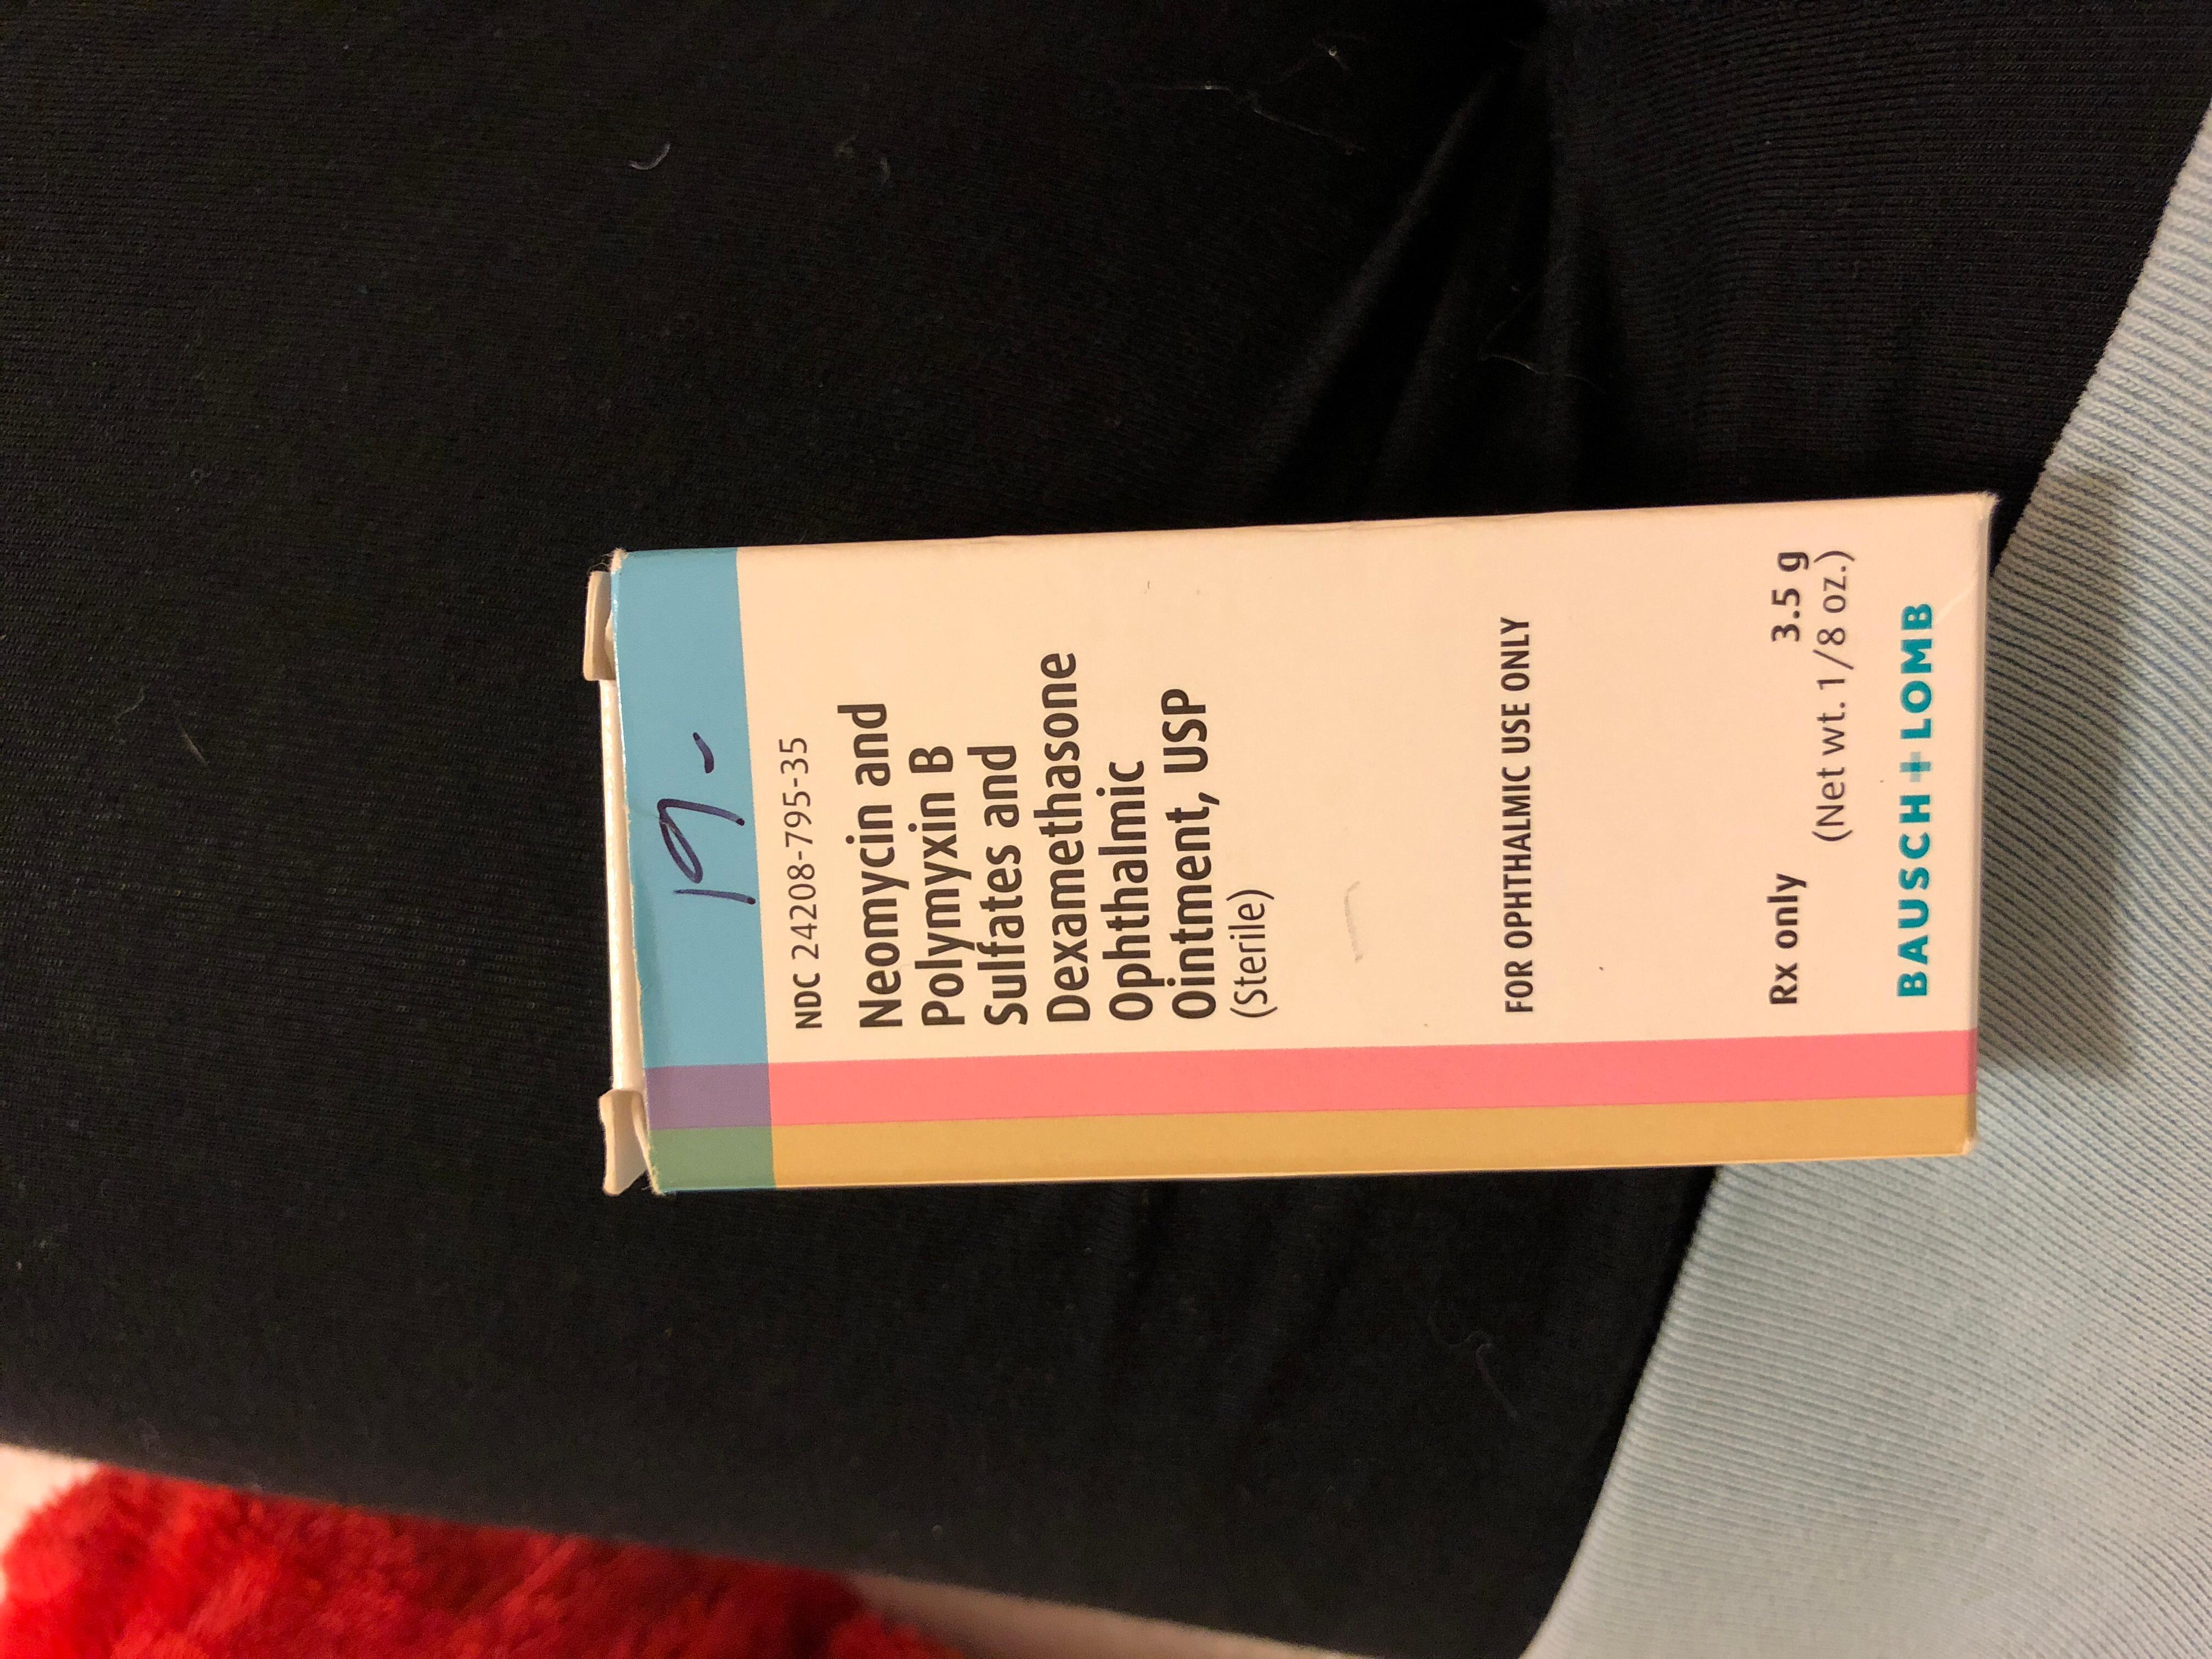 19-
NDC 24208-795-35
Neomycin and
Polymyxin B
Sulfates and
Dexamethasone
Ophthalmic
Ointment, USP
(Sterile)
FOR OPHTHALMIC USE ONLY
Rx only 3.5 g
(Net wt. 1/8 oz.)
BAUSCH + LOMB